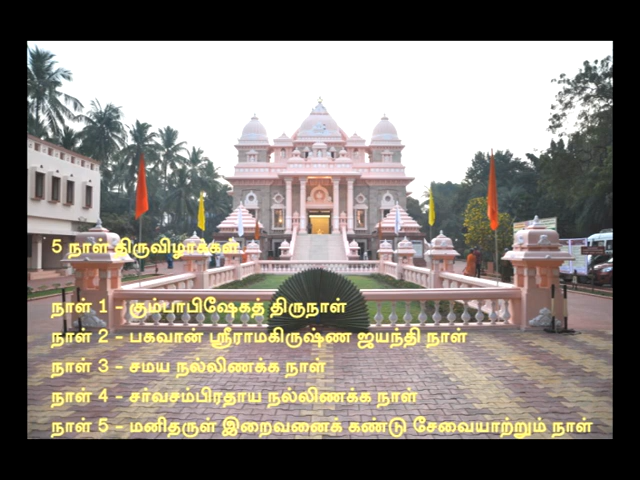 5 நாள் திருவிழாக்கள்
நாள் 1 – கும்பாபிஷேகத் திருநாள்
நாள் 2 – பகவான் ஸ்ரீராமகிருஷ்ண ஜயந்தி நாள்
நாள் 3 – சமய நல்லிணக்க நாள்
நாள் 4 – சர்வசம்பிரதாய நல்லிணக்க நாள்
நாள் 5 – மனிதருள் இறைவனைக் கண்டு சேவையாற்றும் நாள்